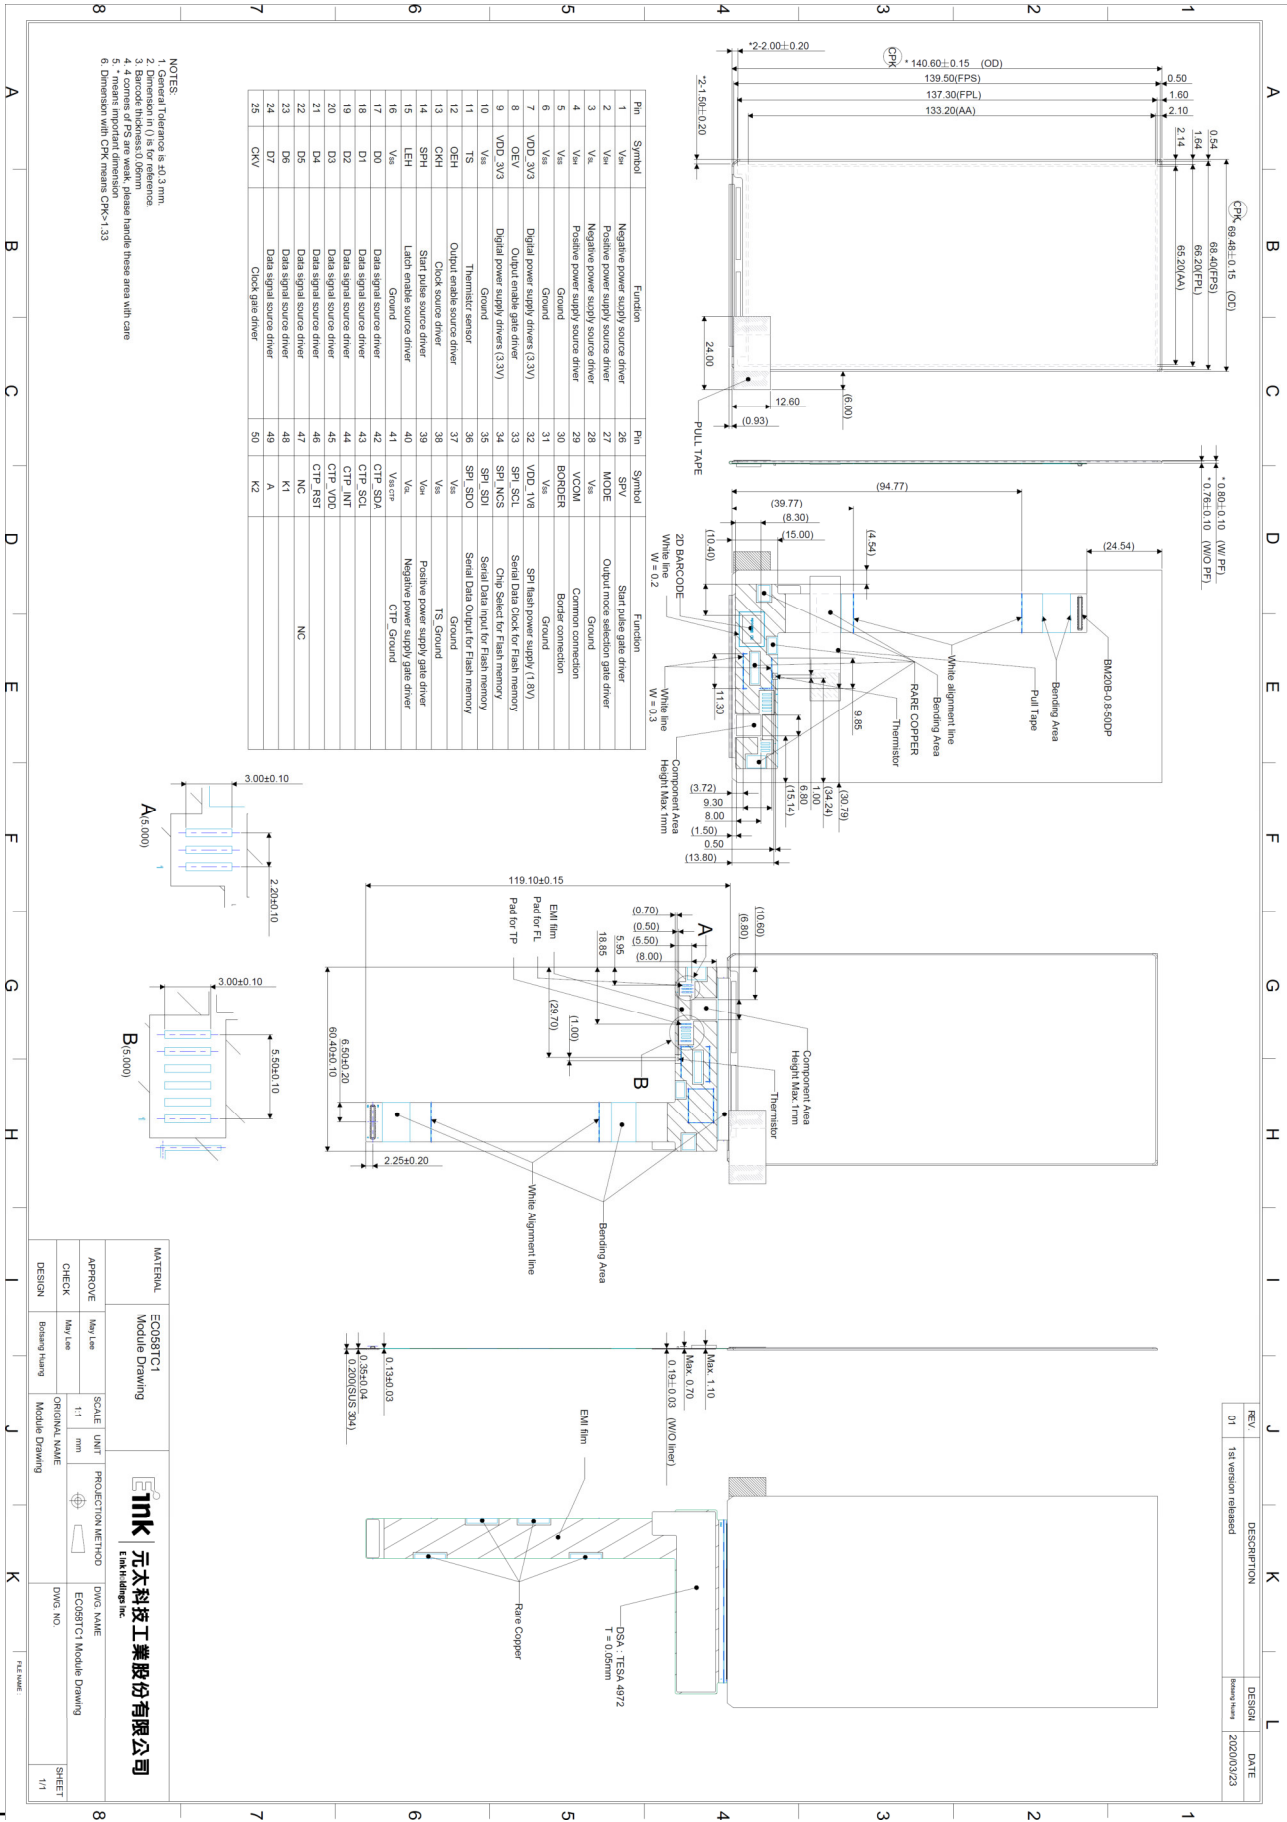 A B C D E F G H I J K L
1 2 3 4 5 6 7 8
REV. DESCRIPTION DESIGN DATE
01 1st version released Botsang Huang 2020/03/23
CPK
69.48±0.15 (OD)
68.40(FPS)
66.20(FPL)
65.20(AA)
0.54
1.64
2.14
0.50
1.60
2.10
CPK
* 140.60±0.15 (OD)
139.50(FPS)
137.30(FPL)
133.20(AA)
*2-2.00±0.20
*2-1.50±0.20
24.00
12.60
(6.00)
(0.93)
PULL TAPE
* 0.80±0.10 (W/ PF)
* 0.76±0.10 (W/O PF)
(24.54)
(94.77)
(39.77)
(8.30)
(15.00)
(4.54)
(10.40)
BM20B-0.8-50DP
Bending Area
Pull Tape
White alignment line
Bending Area
RARE COPPER
Thermistor
2D BARCODE
White line
W = 0.2
White line
W = 0.3
Component Area
Height Max 1mm
11.30
9.85
(30.79)
(34.24)
1.00
6.80
(15.14)
(3.72)
9.30
8.00
(1.50)
0.50
(13.80)
119.10±0.15
(10.60)
(6.80)
A
(0.70)
(0.50)
(5.50)
(8.00)
5.95
18.85
EMI film
Pad for FL
Pad for TP
(29.70)
(1.00)
6.50±0.20
60.40±0.10
B
Component Area
Height Max. 1mm
Thermistor
2.25±0.20
White Alignment line
Bending Area
Max. 1.10
Max. 0.70
0.19±0.03 (W/O liner)
0.13±0.03
0.35±0.04
0.200(SUS 304)
EMI film
Rare Copper
DSA : TESA 4972
T = 0.05mm
3.00±0.10
2.20±0.10
A(5.000)
3.00±0.10
5.50±0.10
B(5.000)
Pin Symbol Function Pin Symbol Function
1 VSH Negative power supply source driver 26 SPV Start pulse gate driver
2 VSH Positive power supply source driver 27 MODE Output moce selection gate driver
3 VSL Negative power supply source driver 28 VSS Ground
4 VSH Positive power supply source driver 29 VCOM Common connection
5 VSS Ground 30 BORDER Border connection
6 VSS Ground 31 VSS Ground
7 VDD_3V3 Digital power supply drivers (3.3V) 32 VDD_1V8 SPI flash power supply (1.8V)
8 OEV Output enable gate driver 33 SPI_SCL Serial Data Clock for Flash memory
9 VDD_3V3 Digital power supply drivers (3.3V) 34 SPI_NCS Chip Select for Flash memory
10 VSS Ground 35 SPI_SDI Serial Data input for Flash memory
11 TS Thermistor sensor 36 SPI_SDO Serial Data Output for Flash memory
12 OEH Output enable source driver 37 VSS Ground
13 CKH Clock source driver 38 VSS TS_Ground
14 SPH Start pulse source driver 39 VGH Positive power supply gate driver
15 LEH Latch enable source driver 40 VGL Negative power supply gate driver
16 VSS Ground 41 VSS CTP CTP_Ground
17 D0 Data signal source driver 42 CTP_SDA
18 D1 Data signal source driver 43 CTP_SCL
19 D2 Data signal source driver 44 CTP_INT
20 D3 Data signal source driver 45 CTP_VDD
21 D4 Data signal source driver 46 CTP_RST
22 D5 Data signal source driver 47 NC NC
23 D6 Data signal source driver 48 K1
24 D7 Data signal source driver 49 A
25 CKV Clock gate driver 50 K2
NOTES:
1. General Tolerance is ±0.3 mm.
2. Dimension in () is for reference.
3. Barcode thickness:0.06mm
4. 4 corners of PS are weak, please handle these area with care
5. * means important dimension
6. Dimension with CPK means CPK>1.33
MATERIAL EC058TC1
Module Drawing
E Ink 元太科技工業股份有限公司
E Ink Holdings Inc.
APPROVE May Lee
CHECK May Lee
DESIGN Botsang Huang
SCALE UNIT PROJECTION METHOD
1:1 mm
ORIGINAL NAME
Module Drawing
DWG. NAME
EC058TC1 Module Drawing
DWG. NO.
SHEET
1/1
FILE NAME :
A B C D E F G H I J K
1 2 3 4 5 6 7 8